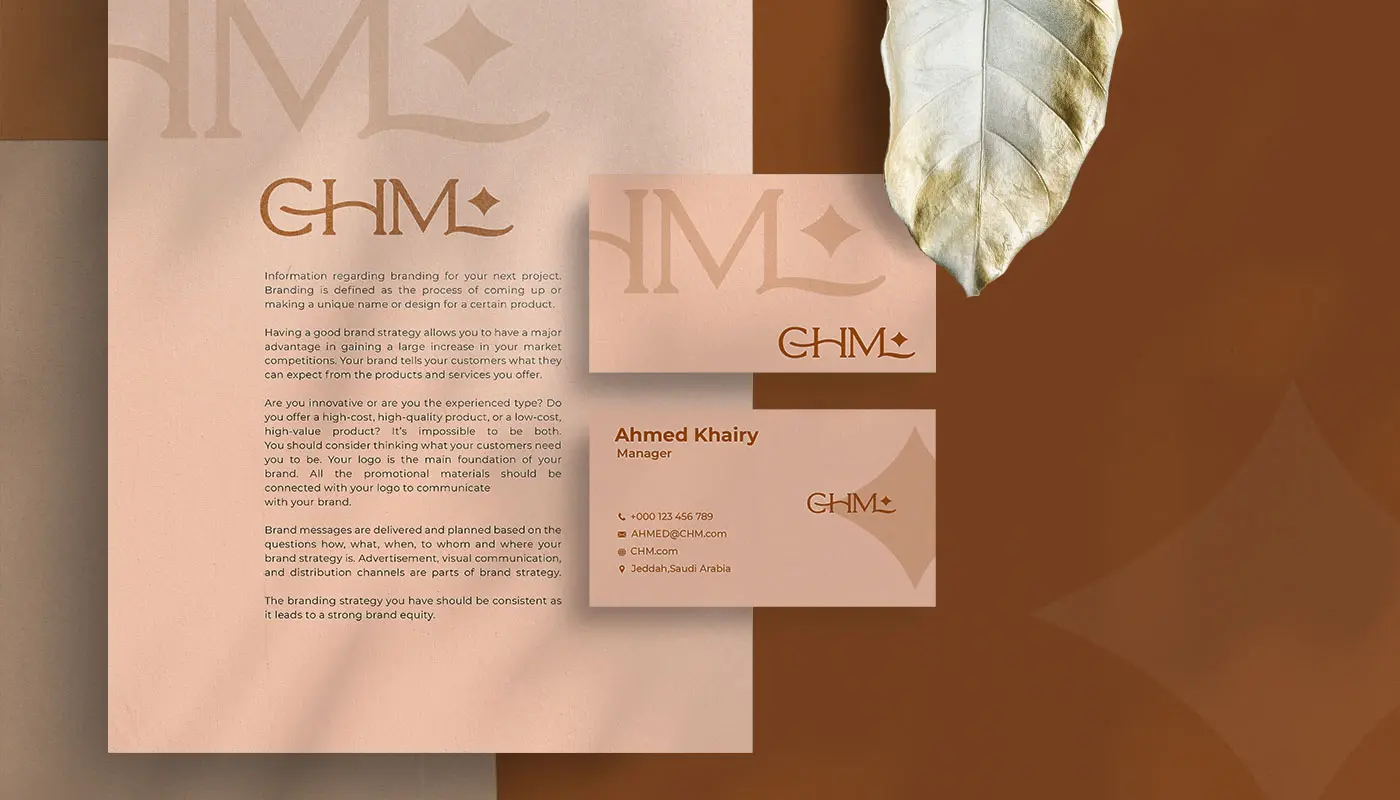 HML
CHML
Information regarding branding for your next project.
Branding is defined as the process of coming up or
making a unique name or design for a certain product.
Having a good brand strategy allows you to have a major
advantage in gaining a large increase in your market
competitions. Your brand tells your customers what they
can expect from the products and services you offer.
Are you innovative or are you the experienced type? Do
you offer a high-cost, high-quality product, or a low-cost,
high-value product? It's impossible to be both.
You should consider thinking what your customers need
you to be. Your logo is the main foundation of your
brand. All the promotional materials should be
connected with your logo to communicate
with your brand.
Brand messages are delivered and planned based on the
questions how, what, when, to whom and where your
brand strategy is. Advertisement, visual communication,
and distribution channels are parts of brand strategy.
The branding strategy you have should be consistent as
it leads to a strong brand equity.
HML
CHML
Ahmed Khairy
Manager
CHML
+000 123 456 789
AHMED@CHM.com
CHM.com
Jeddah,Saudi Arabia